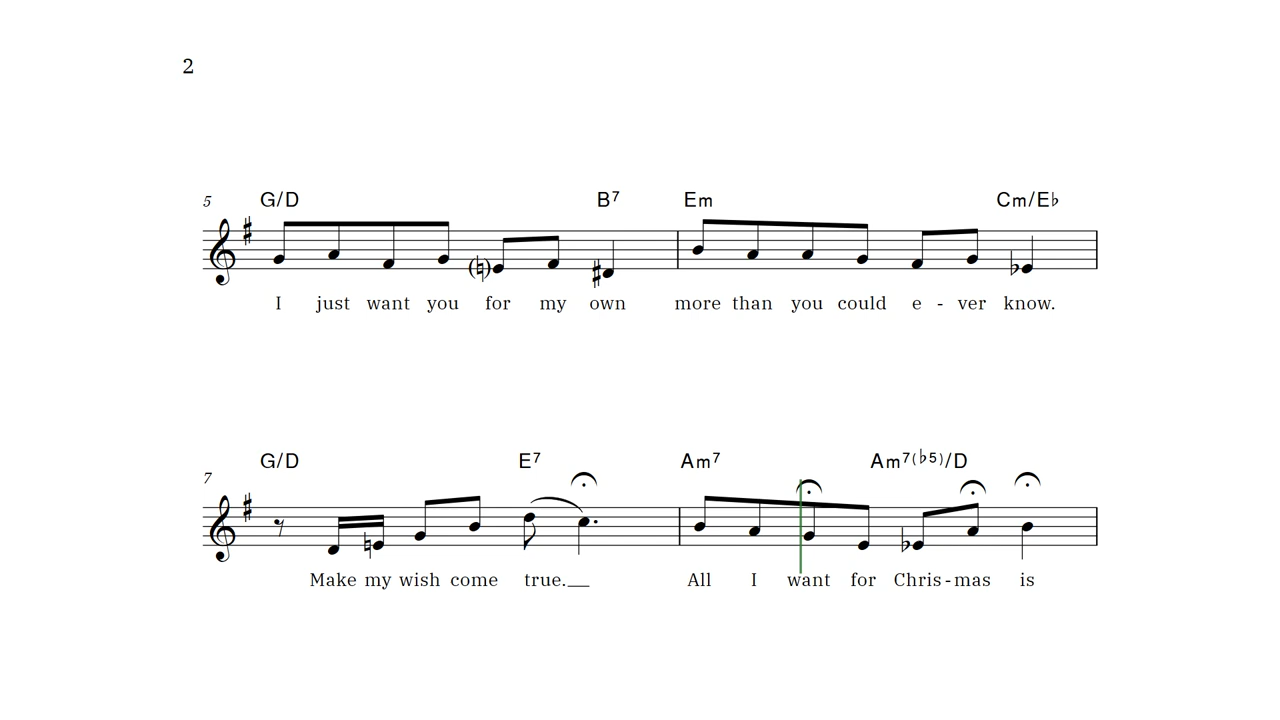 2
5 G/D B7 Em Cm/E♭
I just want you for my own more than you could e - ver know.
7 G/D E7 Am7 Am7(♭5)/D
Make my wish come true.__ All I want for Chris - mas is